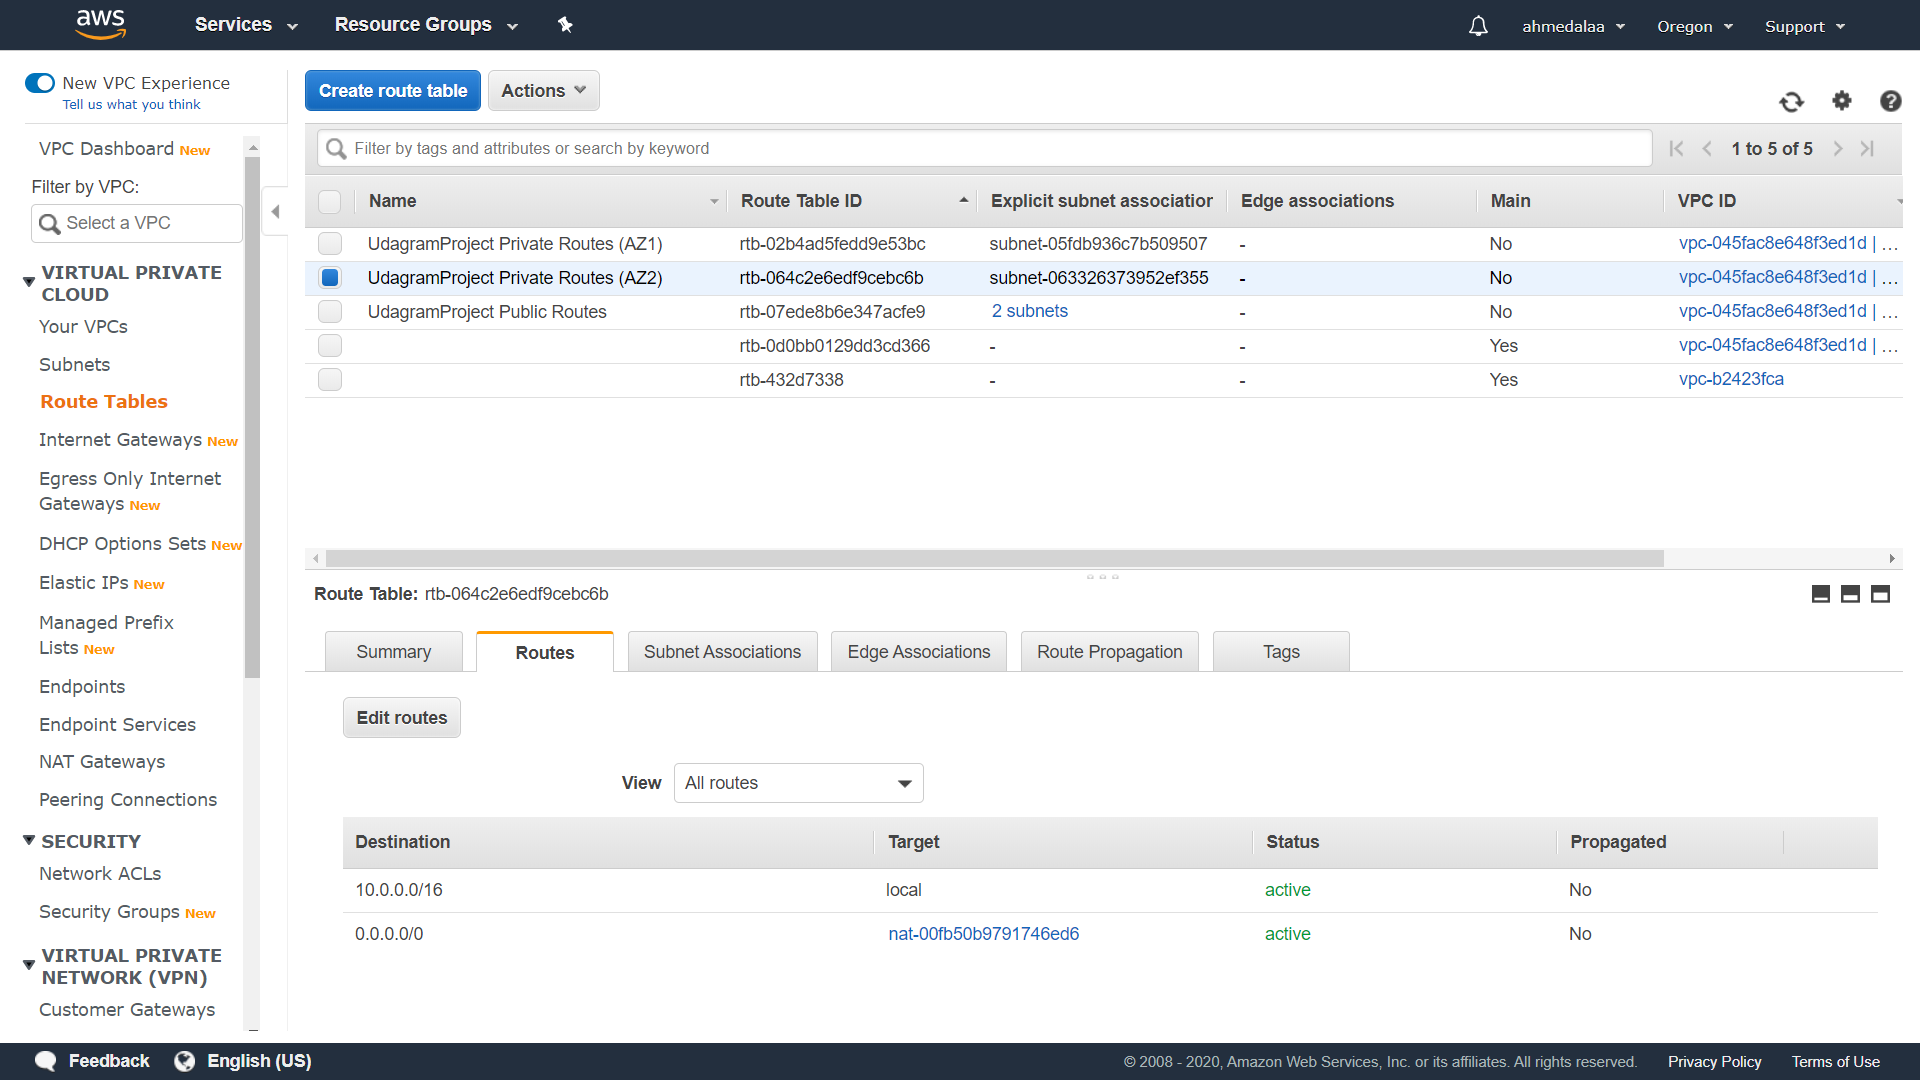 aws
Services
Resource Groups
ahmedalaa
Oregon
Support
New VPC Experience
Tell us what you think
VPC Dashboard New
Filter by VPC:
Select a VPC
VIRTUAL PRIVATE
CLOUD
Your VPCs
Subnets
Route Tables
Internet Gateways New
Egress Only Internet
Gateways New
DHCP Options Sets New
Elastic IPs New
Managed Prefix
Lists New
Endpoints
Endpoint Services
NAT Gateways
Peering Connections
SECURITY
Network ACLs
Security Groups New
VIRTUAL PRIVATE
NETWORK (VPN)
Customer Gateways
Create route table
Actions
Filter by tags and attributes or search by keyword
1 to 5 of 5
Name Route Table ID Explicit subnet association Edge associations Main VPC ID
UdagramProject Private Routes (AZ1) rtb-02b4ad5fedd9e53bc subnet-05fdb936c7b509507 - No vpc-045fac8e648f3ed1d | ...
UdagramProject Private Routes (AZ2) rtb-064c2e6edf9cebc6b subnet-063326373952ef355 - No vpc-045fac8e648f3ed1d | ...
UdagramProject Public Routes rtb-07ede8b6e347acfe9 2 subnets - No vpc-045fac8e648f3ed1d | ...
rtb-0d0bb0129dd3cd366 - - Yes vpc-045fac8e648f3ed1d | ...
rtb-432d7338 - - Yes vpc-b2423fca
Route Table: rtb-064c2e6edf9cebc6b
Summary
Routes
Subnet Associations
Edge Associations
Route Propagation
Tags
Edit routes
View All routes
Destination Target Status Propagated
10.0.0.0/16 local active No
0.0.0.0/0 nat-00fb50b9791746ed6 active No
Feedback
English (US)
© 2008 - 2020, Amazon Web Services, Inc. or its affiliates. All rights reserved.
Privacy Policy
Terms of Use